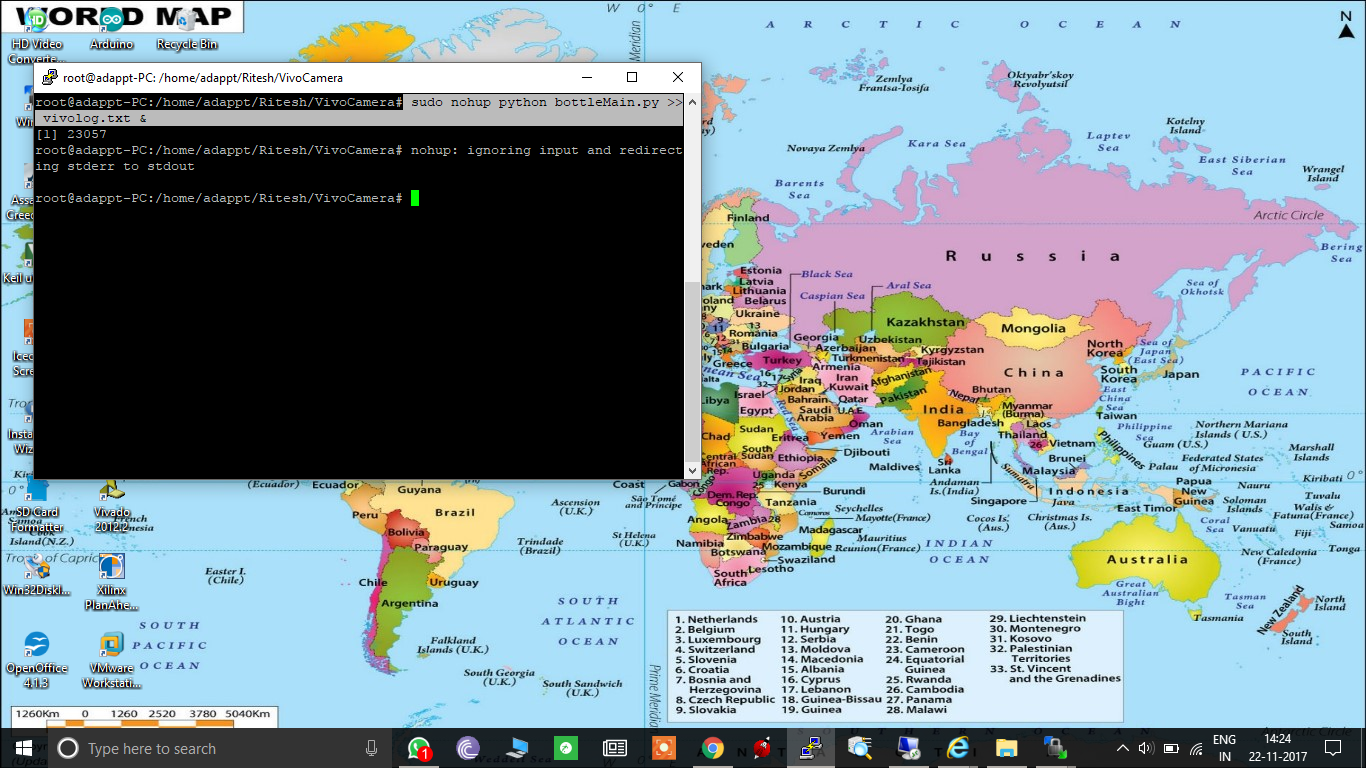 WORLD MAP
W 0° E
A R C T I C O C E A N
N
HD Video
Converte...
Arduino
Recycle Bin
root@adappt-PC: /home/adappt/Ritesh/VivoCamera
root@adappt-PC:/home/adappt/Ritesh/VivoCamera# sudo nohup python bottleMain.py >>
vivolog.txt &
[1] 23057
root@adappt-PC:/home/adappt/Ritesh/VivoCamera# nohup: ignoring input and redirect
ing stderr to stdout
root@adappt-PC:/home/adappt/Ritesh/VivoCamera#
Meridian
Zemlya
Frantsa-Iosifa
Oktyabr'skoy
Revolyutsii
Kotelny
Island
Novaya Zemlya
Kara Sea
Laptev
Sea
East Siberian
Sea
Wrangel
Island
Barents
Sea
Arctic Circle
Bering
Sea
Finland
Russia
Estonia
Latvia
Lithuania
Belarus
Ukraine
13
Romania
Bulgaria
Greece
Turkey
Black Sea
Caspian Sea
Aral Sea
Sea of
Okhotsk
Kazakhstan
Mongolia
Georgia
Azerbaijan
Armenia
Uzbekistan
Turkmenistan
Kyrgyzstan
Tajikistan
North
Korea
South
Korea
Sea of
Japan
(East Sea)
Japan
China
PACIFIC
OCEAN
Israel
Jordan
Iraq
Iran
Kuwait
Bahrain
Qatar
Saudi
Arabia
U.A.E.
Oman
Yemen
Afghanistan
Pakistan
India
Nepal
Bhutan
Bangladesh
Myanmar
(Burma)
Laos
Thailand
26
Vietnam
East
China
Sea
Taiwan
Philippine
Sea
Philippines
Northern Mariana
Islands ( U.S.)
Guam (U.S.)
Marshall
Islands
Egypt
Sudan
Chad
South
Sudan
Eritrea
Ethiopia
Djibouti
Somalia
Uganda
Kenya
Arabian
Sea
Bay
of
Bengal
Maldives
Sri
Lanka
Andaman
Is.(India)
Brunei
Malaysia
Singapore
Sumutra
Palau
Federated States
of Micronesia
Nauru
Kiribati
0°
Indonesia
Java
East Timor
Papua
New
Guinea
Solomon
Islands
Tuvalu
Walis &
Futuna(France)
Samoa
Coral
Sea
Vanuatu
Fiji
Tonga
New Caledonia
(France)
Dem. Rep.
Congo
Burundi
Tanzania
Seychelles
Comoros
Mayotte(France)
Angola
Zambia
28
Zimbabwe
Mozambique
Madagascar
Mauritius
Reunion(France)
Namibia
Botswana
Swaziland
Lesotho
South
Africa
Cocos Is.
(Aus.)
Christmas Is.
(Aus.)
INDIAN
OCEAN
Australia
Great
Australian
Bight
Tasman
Sea
Tasmania
New Zealand
North
Island
South
Island
(Ecuador)
Ecuador
Guyana
Coast
Gabon
São Tomé
and Príncipe
Peru
Brazil
Bolivia
Paraguay
Chile
Uruguay
Argentina
Ascension
(U.K.)
St Helena
(U.K.)
Trindade
(Brazil)
Easter I.
(Chile)
SOUTH
ATLANTIC
OCEAN
SOUTH
PACIFIC
OCEAN
Falkland
Islands (U.K.)
South Georgia
(U.K.)
South Sandwich
(U.K.)
SD Card
Formatter
Vivado
2012.2
Win32Diskl...
Xilinx
PlanAhe...
OpenOffice
4.1.3
VMware
Workstati...
1. Netherlands
2. Belgium
3. Luxembourg
4. Switzerland
5. Slovenia
6. Croatia
7. Bosnia and
Herzegovina
8. Czech Republic
9. Slovakia
10. Austria
11. Hungary
12. Serbia
13. Moldova
14. Macedonia
15. Albania
16. Cyprus
17. Lebanon
18. Guinea-Bissau
19. Guinea
20. Ghana
21. Togo
22. Benin
23. Cameroon
24. Equatorial
Guinea
25. Rwanda
26. Cambodia
27. Panama
28. Malawi
29. Liechtenstein
30. Montenegro
31. Kosovo
32. Palestinian
Territories
33. St. Vincent
and the Grenadines
1260Km 0 1260 2520 3780 5040Km
Type here to search
1
ENG
IN
14:24
22-11-2017